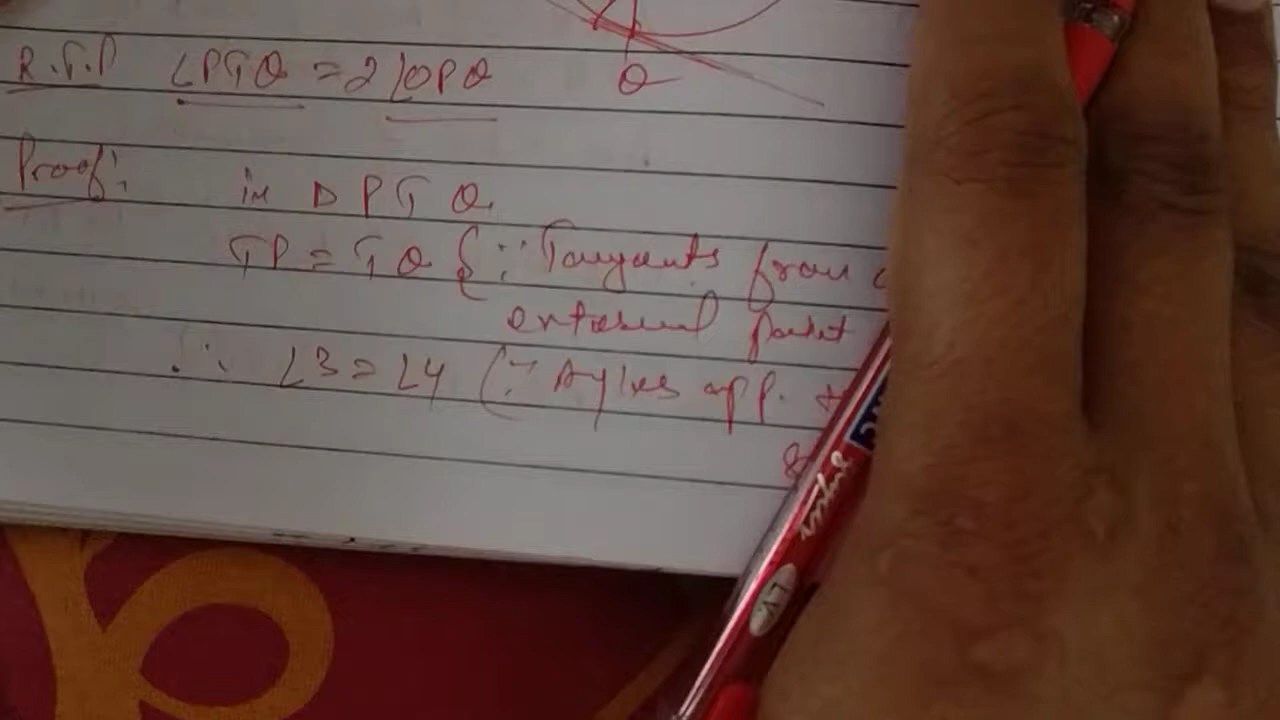 Q
R.T.P ∠PTQ = 2∠OPQ
Proof: in Δ PTQ
TP = TQ {∵ Tangents from
external point
∴ ∠3 = ∠4 (∵ Angles opp.